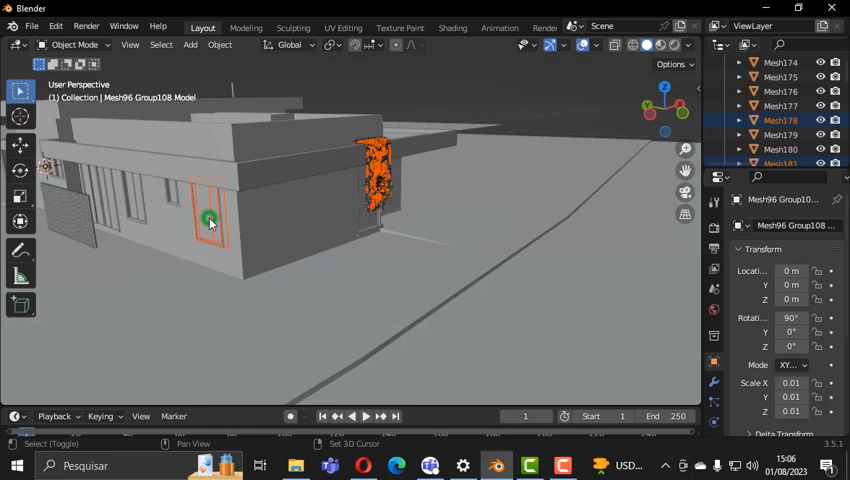 Blender
File Edit Render Window Help Layout Modeling Sculpting UV Editing Texture Paint Shading Animation Render Scene ViewLayer
Object Mode View Select Add Object Global
Options
User Perspective
(1) Collection | Mesh96 Group108 Model
Z
Y
X
Mesh174
Mesh175
Mesh176
Mesh177
Mesh178
Mesh179
Mesh180
Mesh181
Mesh96 Group10...
Mesh96 Group108 ...
Transform
Locati... 0 m
Y 0 m
Z 0 m
Rotati... 90°
Y 0°
Z 0°
Mode XY...
Scale X 0.01
Y 0.01
Z 0.01
Delta Transform
Playback Keying View Marker 1 Start 1 End 250
Select (Toggle) Pan View Set 3D Cursor 3.5.1
Pesquisar USD... 15:06
01/08/2023